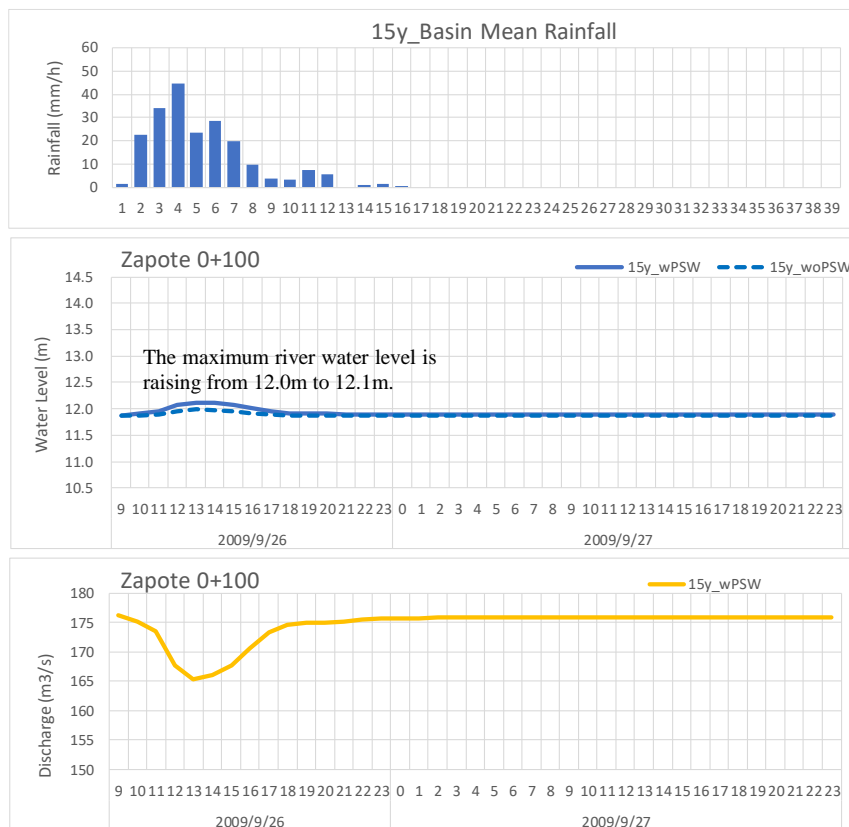 15y_Basin Mean Rainfall
Rainfall (mm/h)
60
50
40
30
20
10
0
1 2 3 4 5 6 7 8 9 10 11 12 13 14 15 16 17 18 19 20 21 22 23 24 25 26 27 28 29 30 31 32 33 34 35 36 37 38 39
Zapote 0+100
15y_wPSW 15y_woPSW
Water Level (m)
14.5
14.0
13.5
13.0
12.5
12.0
11.5
11.0
10.5
The maximum river water level is
raising from 12.0m to 12.1m.
9 10 11 12 13 14 15 16 17 18 19 20 21 22 23 0 1 2 3 4 5 6 7 8 9 10 11 12 13 14 15 16 17 18 19 20 21 22 23
2009/9/26 2009/9/27
Zapote 0+100
15y_wPSW
Discharge (m3/s)
180
175
170
165
160
155
150
9 10 11 12 13 14 15 16 17 18 19 20 21 22 23 0 1 2 3 4 5 6 7 8 9 10 11 12 13 14 15 16 17 18 19 20 21 22 23
2009/9/26 2009/9/27